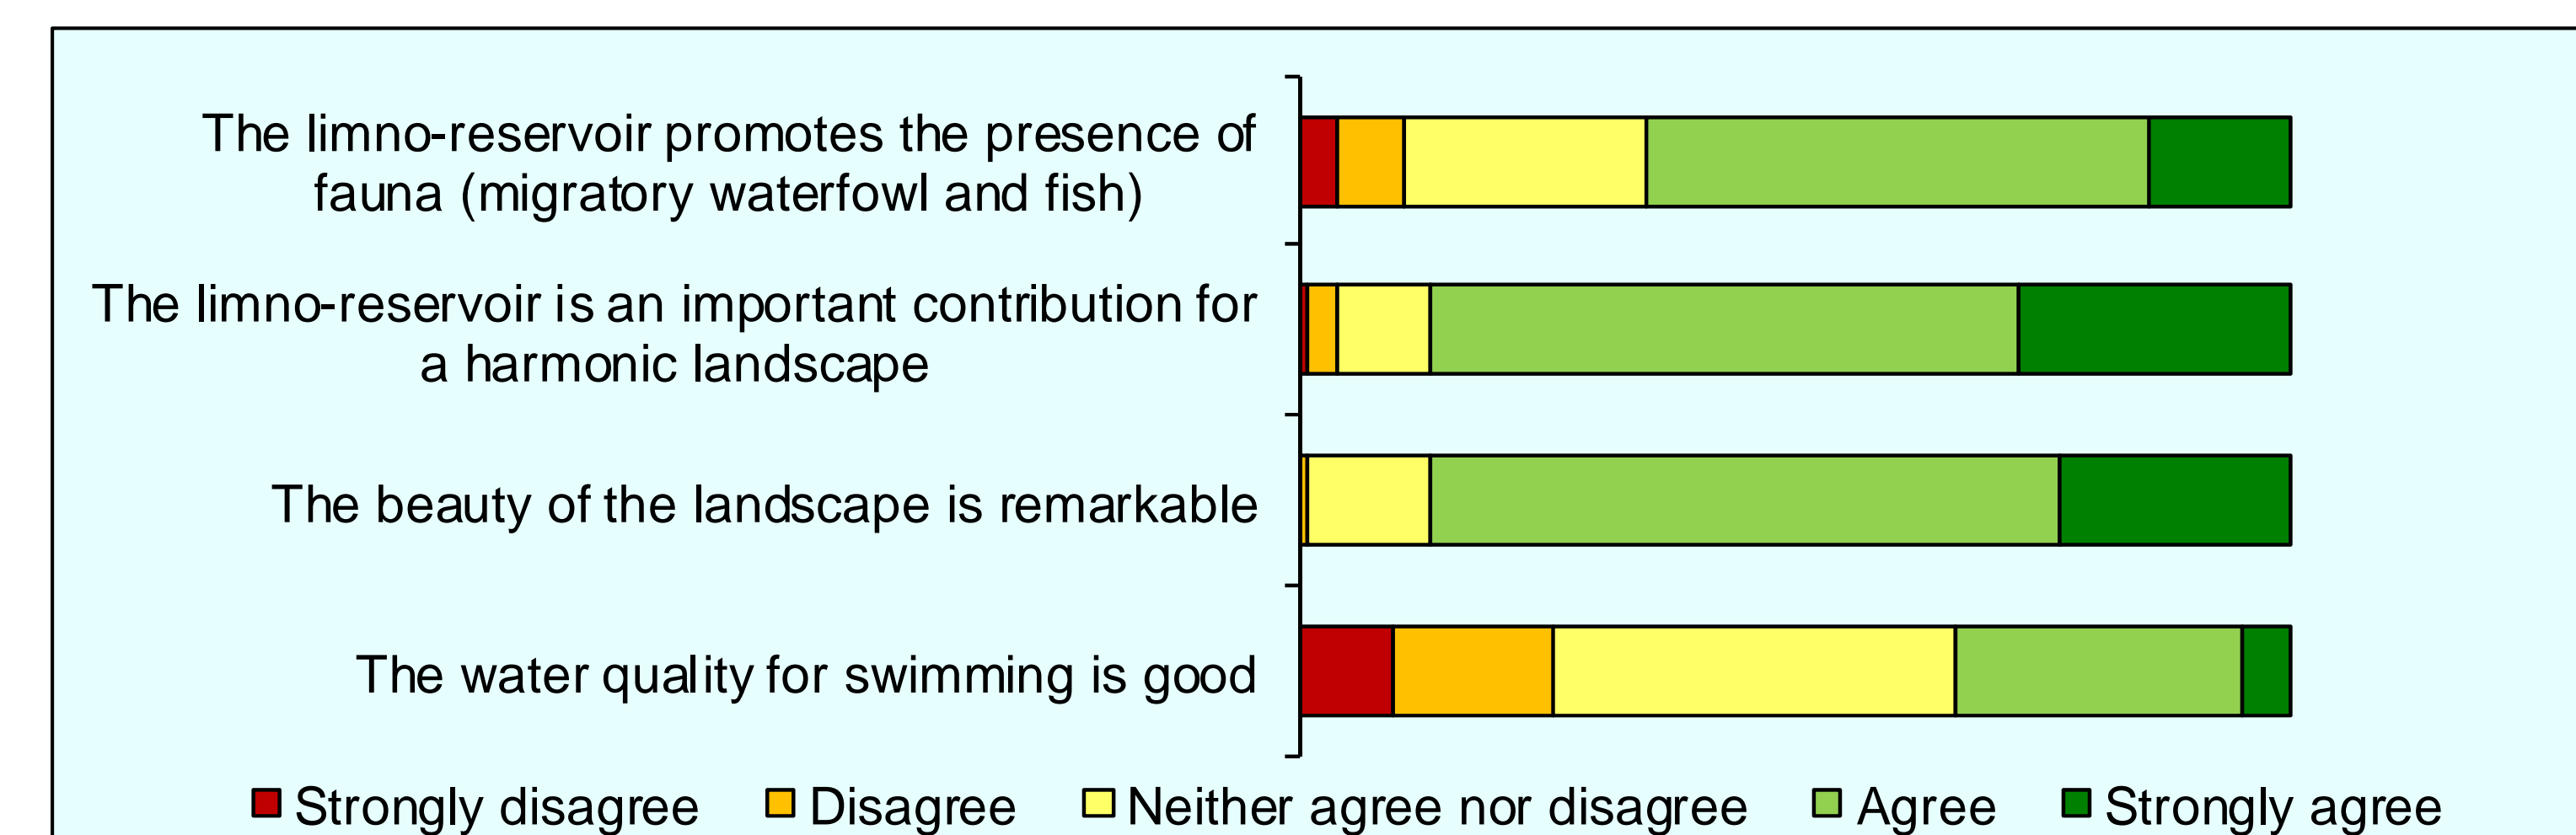 The limno-reservoir promotes the presence of
fauna (migratory waterfowl and fish)
The limno-reservoir is an important contribution for
a harmonic landscape
The beauty of the landscape is remarkable
The water quality for swimming is good
Strongly disagree Disagree Neither agree nor disagree Agree Strongly agree